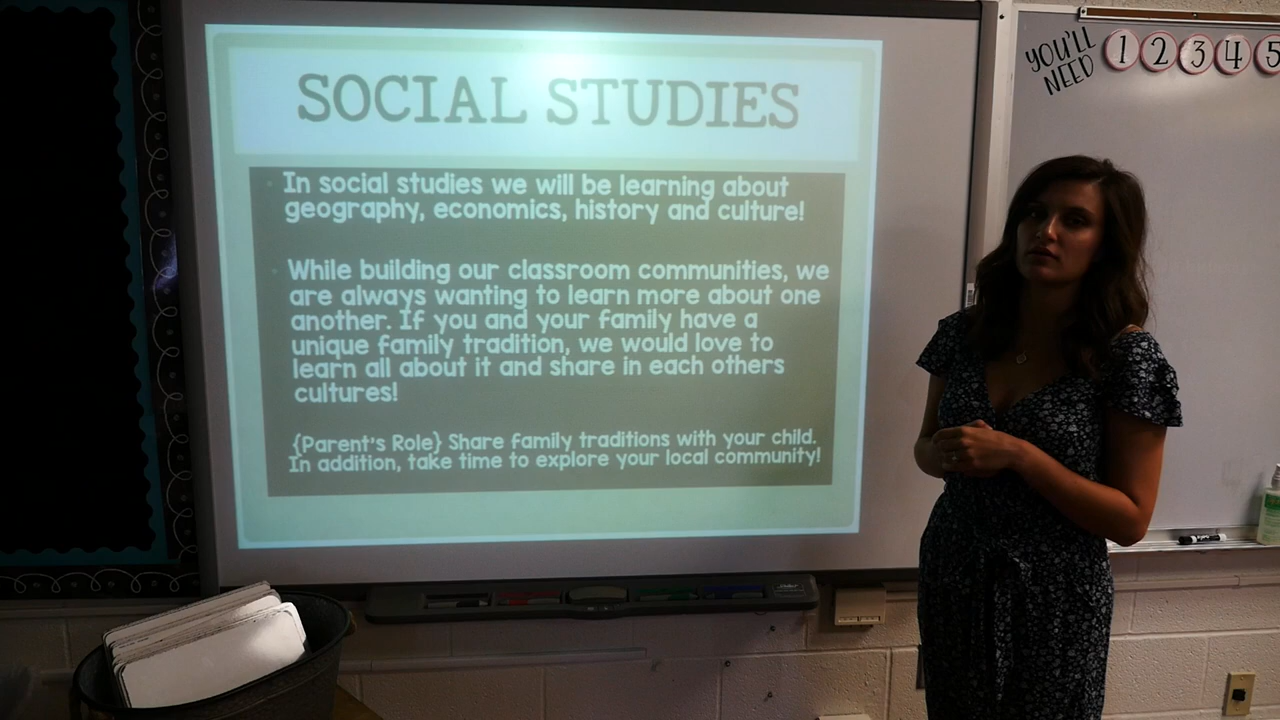 SOCIAL STUDIES
In social studies we will be learning about
geography, economics, history and culture!
While building our classroom communities, we
are always wanting to learn more about one
another. If you and your family have a
unique family tradition, we would love to
learn all about it and share in each others
cultures!
{Parent's Role} Share family traditions with your child.
In addition, take time to explore your local community!
YOU'LL
NEED
1 2 3 4 5